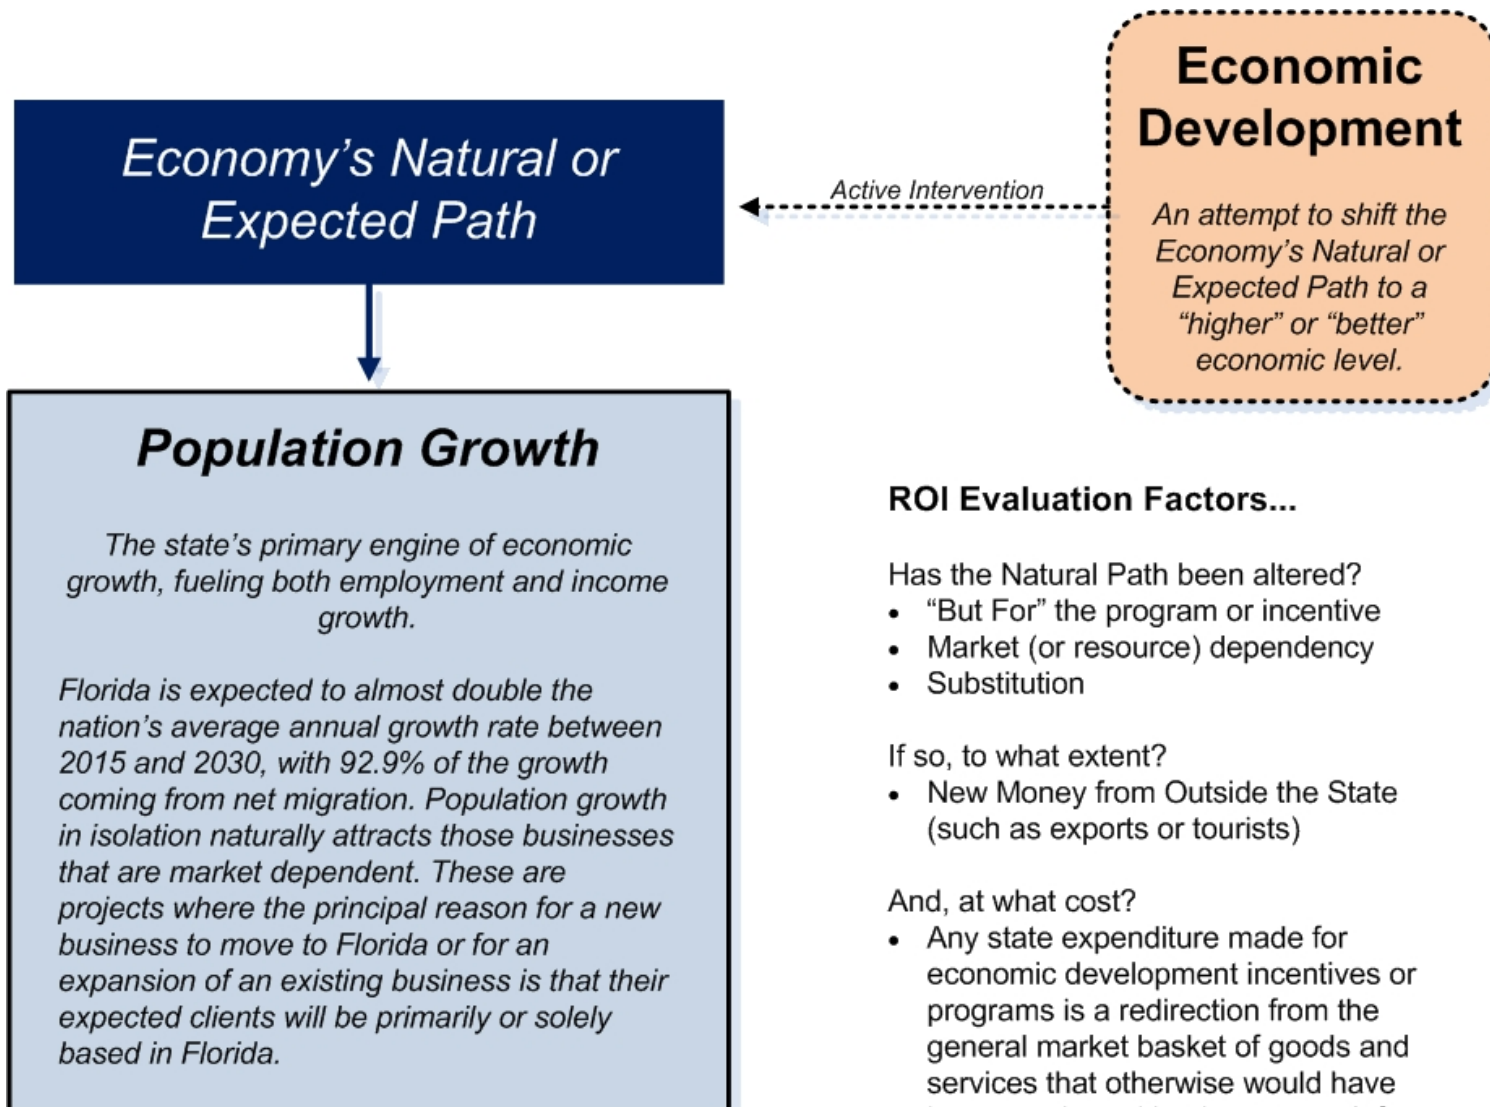 Economic
Development
An attempt to shift the
Economy’s Natural or
Expected Path to a
“higher” or “better”
economic level.
Economy’s Natural or
Expected Path
Active Intervention
Population Growth
The state’s primary engine of economic
growth, fueling both employment and income
growth.
Florida is expected to almost double the
nation’s average annual growth rate between
2015 and 2030, with 92.9% of the growth
coming from net migration. Population growth
in isolation naturally attracts those businesses
that are market dependent. These are
projects where the principal reason for a new
business to move to Florida or for an
expansion of an existing business is that their
expected clients will be primarily or solely
based in Florida.
ROI Evaluation Factors...
Has the Natural Path been altered?
• “But For” the program or incentive
• Market (or resource) dependency
• Substitution
If so, to what extent?
• New Money from Outside the State
(such as exports or tourists)
And, at what cost?
• Any state expenditure made for
economic development incentives or
programs is a redirection from the
general market basket of goods and
services that otherwise would have